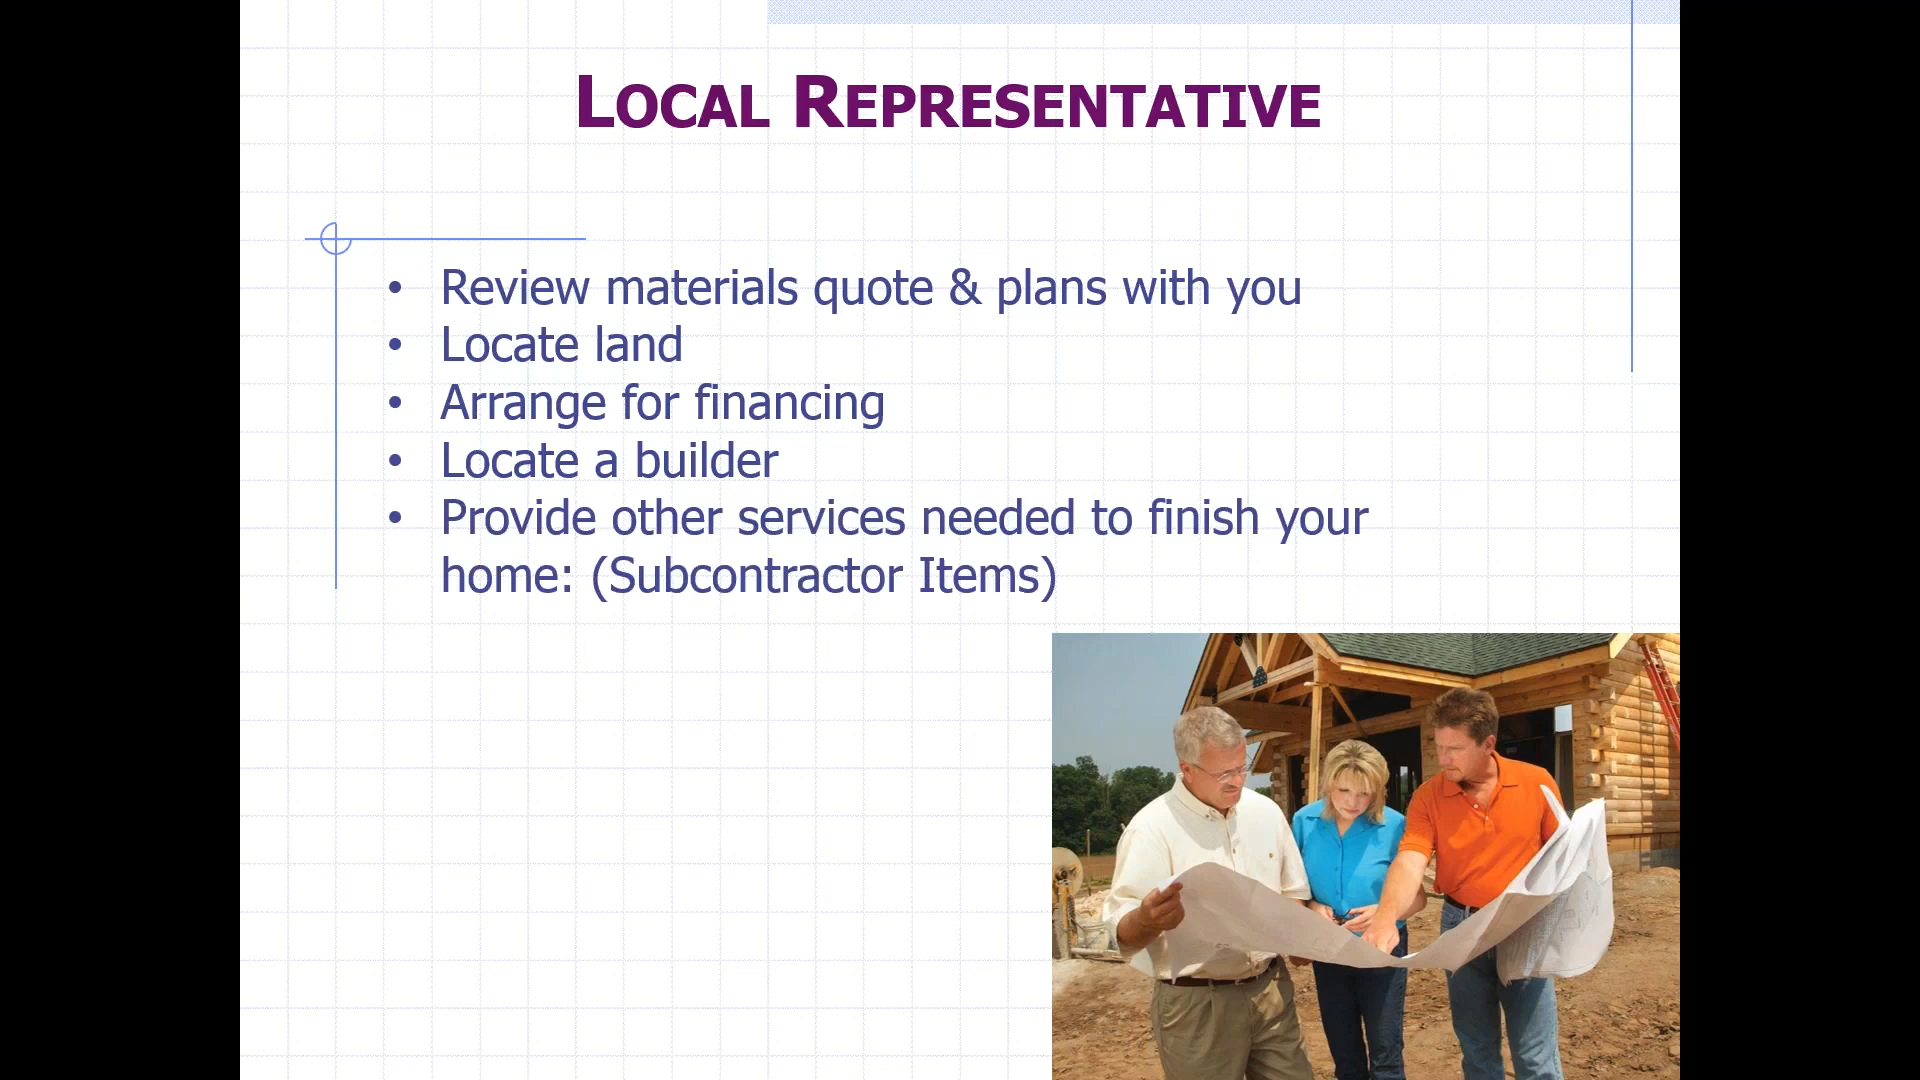 LOCAL REPRESENTATIVE
• Review materials quote & plans with you
• Locate land
• Arrange for financing
• Locate a builder
• Provide other services needed to finish your
home: (Subcontractor Items)